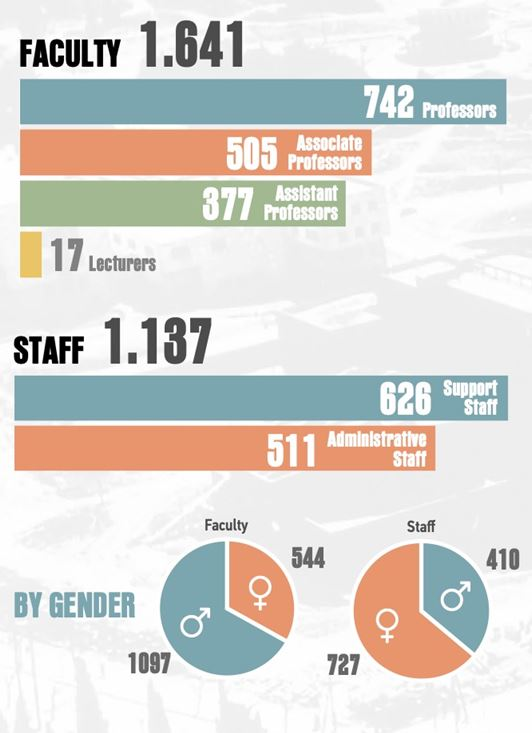 FACULTY 1.641
742 Professors
505 Associate
Professors
377 Assistant
Professors
17 Lecturers
STAFF 1.137
626 Support
Staff
511 Administrative
Staff
Faculty
Staff
544
410
BY GENDER
1097
727